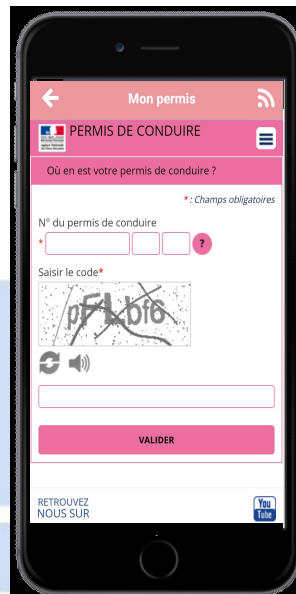 Mon permis
PERMIS DE CONDUIRE
Où en est votre permis de conduire ?
* : Champs obligatoires
N° du permis de conduire
*
?
Saisir le code*
pFLbf6
VALIDER
RETROUVEZ
NOUS SUR
You
Tube